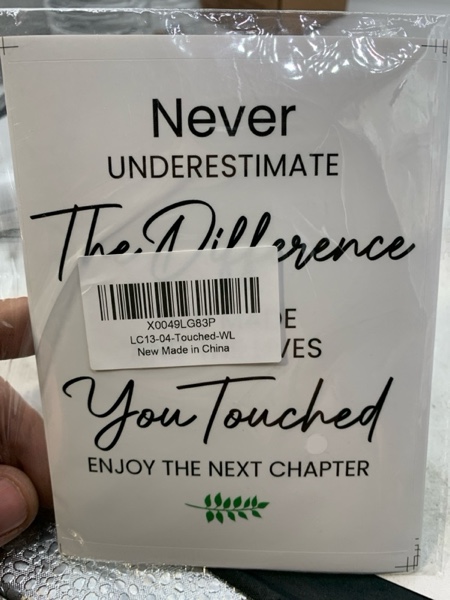 Never
UNDERESTIMATE
The Difference
X0049LG83P
LC13-04-Touched-WL
New Made in China
You Touched
ENJOY THE NEXT CHAPTER